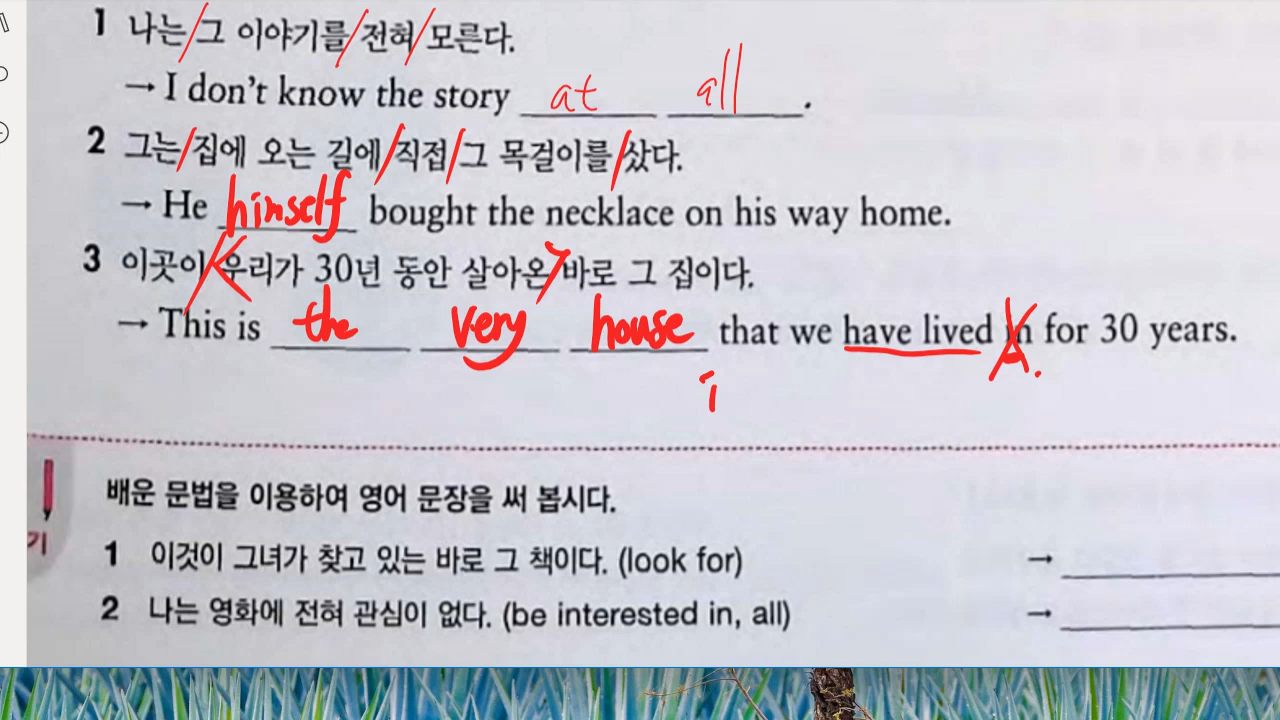 1 나는/그 이야기를/전혀/모른다.
→ I don't know the story at all.
2 그는/집에 오는 길에/직접/그 목걸이를/샀다.
→ He himself bought the necklace on his way home.
3 이곳이/<우리가 30년 동안 살아온>/바로 그 집이다.
→ This is the very house that we have lived in for 30 years.
i
배운 문법을 이용하여 영어 문장을 써 봅시다.
기
1 이것이 그녀가 찾고 있는 바로 그 책이다. (look for) →
2 나는 영화에 전혀 관심이 없다. (be interested in, all) →